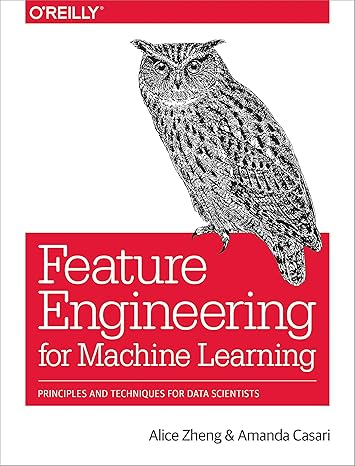 O'REILLY®
Feature
Engineering
for Machine Learning
PRINCIPLES AND TECHNIQUES FOR DATA SCIENTISTS
Alice Zheng & Amanda Casari